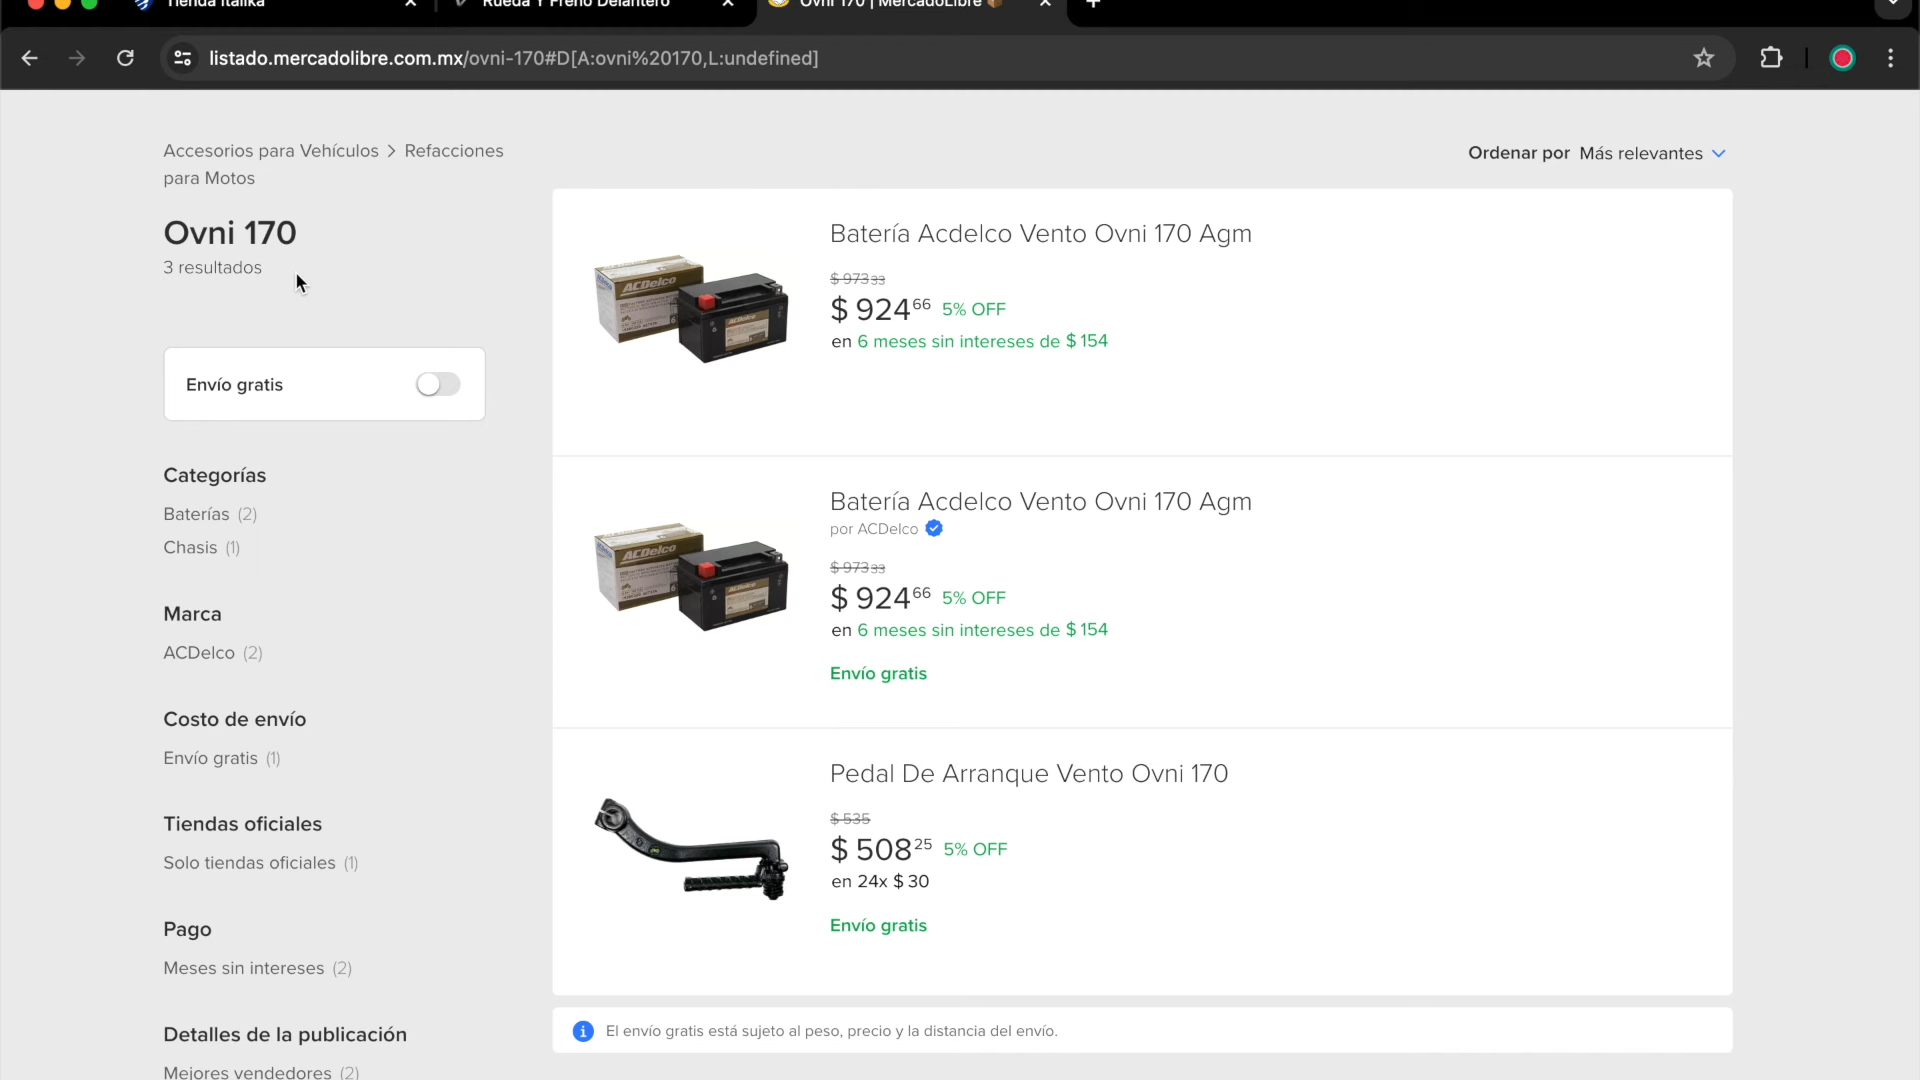 Tienda Italika
Rueda Y Freno Delantero
Ovni 170 | MercadoLibre
listado.mercadolibre.com.mx/ovni-170#D[A:ovni%20170,L:undefined]
Accesorios para Vehículos > Refacciones
para Motos
Ovni 170
3 resultados
Ordenar por Más relevantes
Envío gratis
Categorías
Baterías (2)
Chasis (1)
Marca
ACDelco (2)
Costo de envío
Envío gratis (1)
Tiendas oficiales
Solo tiendas oficiales (1)
Pago
Meses sin intereses (2)
Detalles de la publicación
Mejores vendedores (2)
ACDelco
Batería Acdelco Vento Ovni 170 Agm
$ 973 33
$ 924 66 5% OFF
en 6 meses sin intereses de $ 154
ACDelco
Batería Acdelco Vento Ovni 170 Agm
por ACDelco
$ 973 33
$ 924 66 5% OFF
en 6 meses sin intereses de $ 154
Envío gratis
Pedal De Arranque Vento Ovni 170
$ 535
$ 508 25 5% OFF
en 24x $ 30
Envío gratis
El envío gratis está sujeto al peso, precio y la distancia del envío.